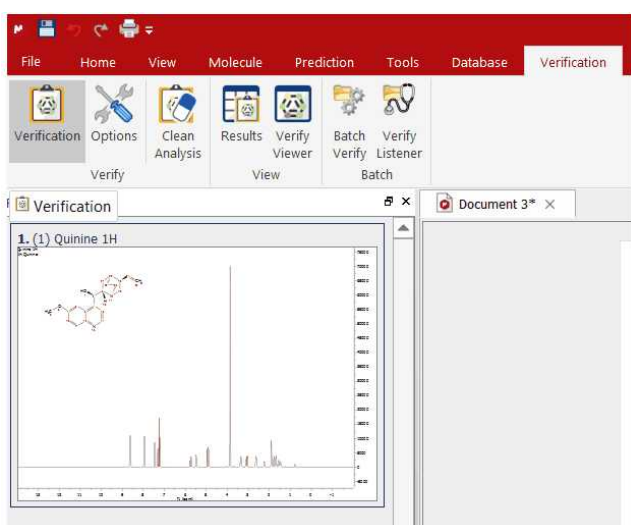 File Home View Molecule Prediction Tools Database Verification
Verification Options Clean Analysis Results Verify Viewer Batch Verify Verify Listener
Verify View Batch
Verification
Document 3*
1. (1) Quinine 1H